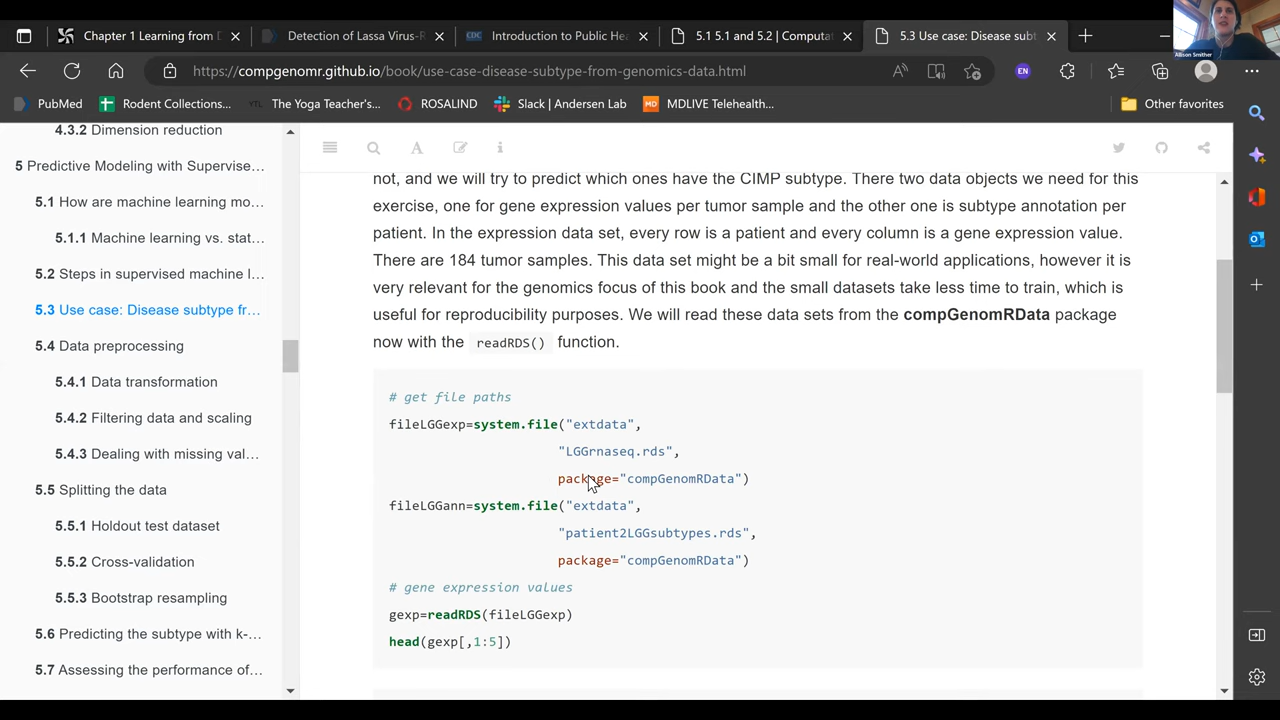 Chapter 1 Learning from D
Detection of Lassa Virus-R
CDC
Introduction to Public Hea
5.1 5.1 and 5.2 | Computat
5.3 Use case: Disease subt
Allison Smither
https://compgenomr.github.io/book/use-case-disease-subtype-from-genomics-data.html
EN
PubMed
Rodent Collections...
YTL
The Yoga Teacher's...
ROSALIND
Slack | Andersen Lab
MD
MDLIVE Telehealth...
Other favorites
4.3.2 Dimension reduction
5 Predictive Modeling with Supervise...
5.1 How are machine learning mo...
5.1.1 Machine learning vs. stat...
5.2 Steps in supervised machine l...
5.3 Use case: Disease subtype fr...
5.4 Data preprocessing
5.4.1 Data transformation
5.4.2 Filtering data and scaling
5.4.3 Dealing with missing val...
5.5 Splitting the data
5.5.1 Holdout test dataset
5.5.2 Cross-validation
5.5.3 Bootstrap resampling
5.6 Predicting the subtype with k-...
5.7 Assessing the performance of...
not, and we will try to predict which ones have the CIMP subtype. There two data objects we need for this
exercise, one for gene expression values per tumor sample and the other one is subtype annotation per
patient. In the expression data set, every row is a patient and every column is a gene expression value.
There are 184 tumor samples. This data set might be a bit small for real-world applications, however it is
very relevant for the genomics focus of this book and the small datasets take less time to train, which is
useful for reproducibility purposes. We will read these data sets from the compGenomRData package
now with the readRDS() function.
# get file paths
fileLGGexp=system.file("extdata",
"LGGrnaseq.rds",
package="compGenomRData")
fileLGGann=system.file("extdata",
"patient2LGGsubtypes.rds",
package="compGenomRData")
# gene expression values
gexp=readRDS(fileLGGexp)
head(gexp[,1:5])